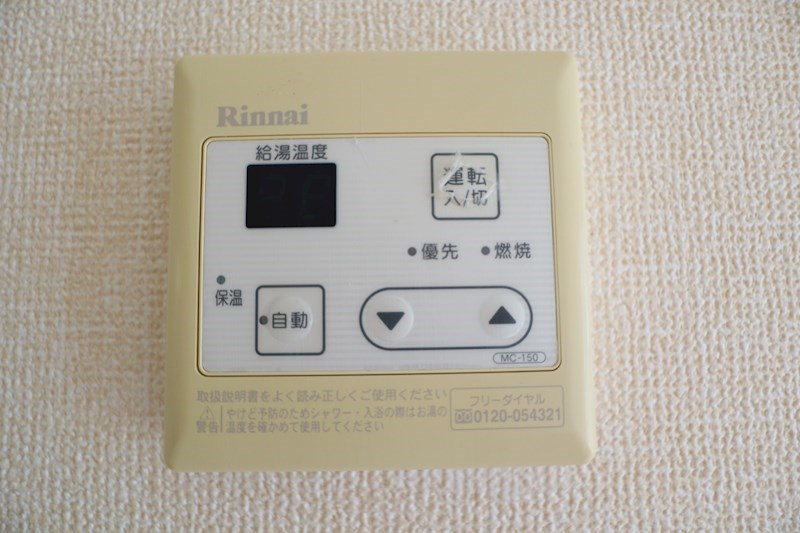 Rinnai
給湯温度
運転
入/切
優先
燃焼
保温
自動
MC-150
取扱説明書をよく読み正しくご使用ください
警告
やけど予防のためシャワー・入浴の際はお湯の
温度を確かめて使用してください
フリーダイヤル
0120-054321